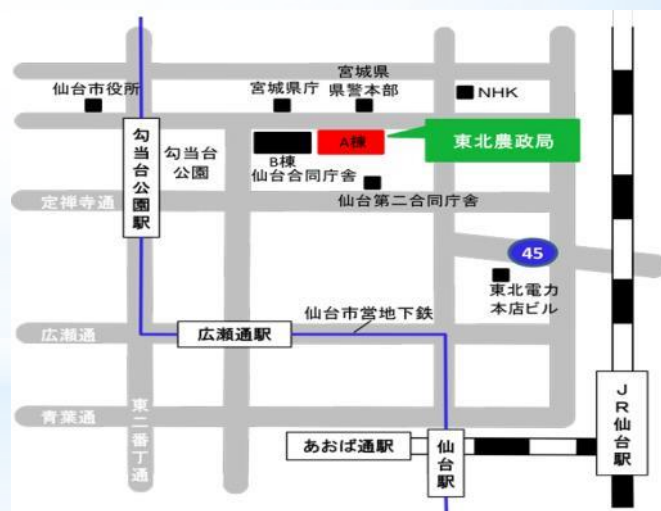 宮城県
県警本部
仙台市役所
宮城県庁
NHK
勾当台公園駅
勾当台
公園
B棟
A棟
東北農政局
仙台合同庁舎
仙台第二合同庁舎
定禅寺通
45
東北電力
本店ビル
仙台市営地下鉄
広瀬通
広瀬通駅
青葉通
東二番丁通
あおば通駅
仙台駅
JR仙台駅